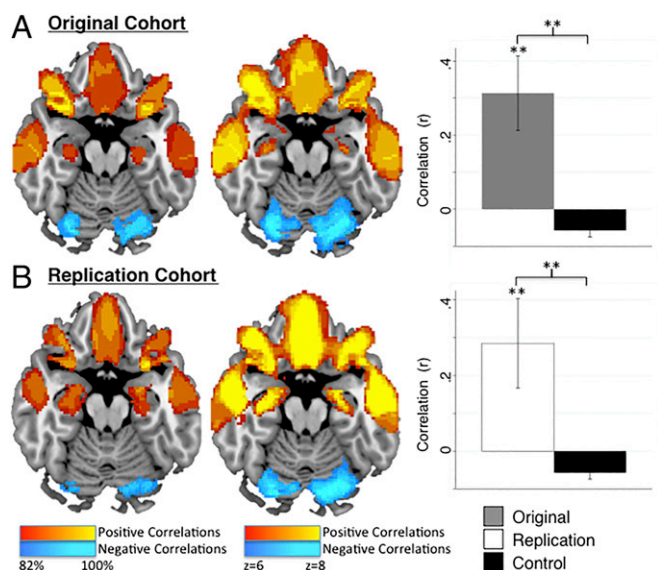 A Original Cohort
**
**
.4
.2
0
Correlation (r)
B Replication Cohort
**
**
.4
.2
0
Correlation (r)
Positive Correlations
Negative Correlations
82% 100%
Positive Correlations
Negative Correlations
z=6 z=8
Original
Replication
Control